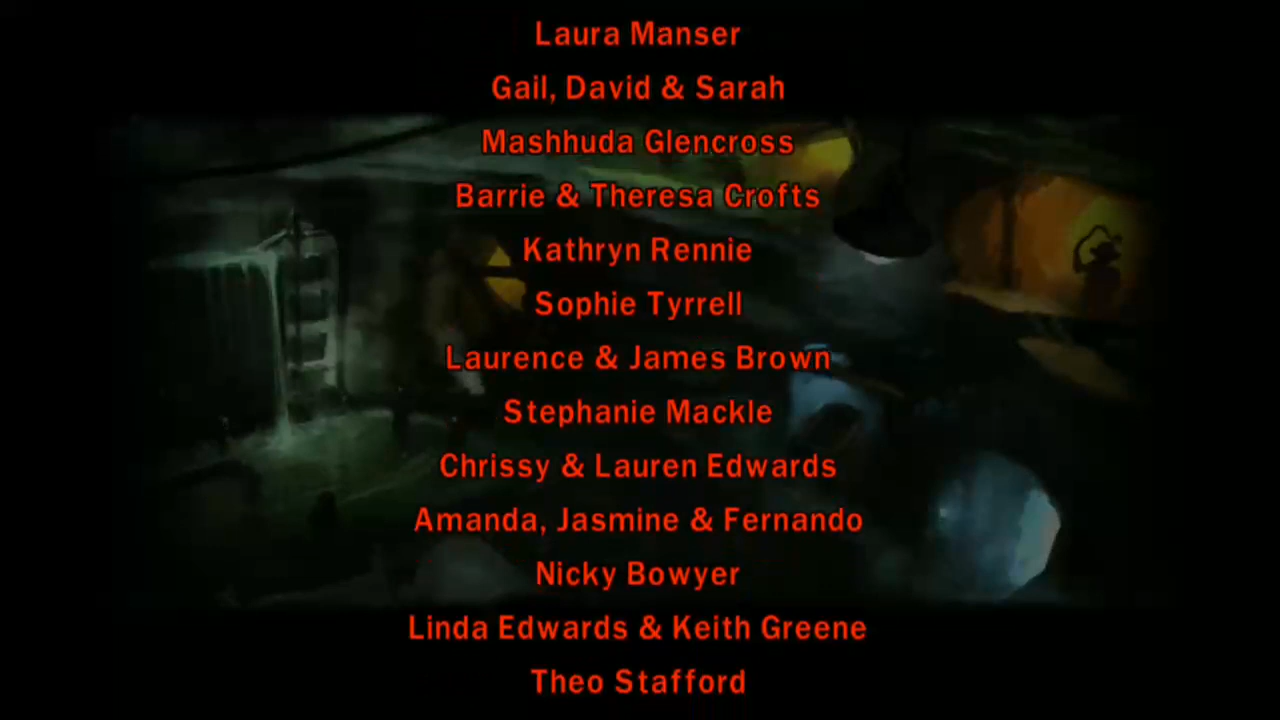 Laura Manser
Gail, David & Sarah
Mashhuda Glencross
Barrie & Theresa Crofts
Kathryn Rennie
Sophie Tyrrell
Laurence & James Brown
Stephanie Mackle
Chrissy & Lauren Edwards
Amanda, Jasmine & Fernando
Nicky Bowyer
Linda Edwards & Keith Greene
Theo Stafford